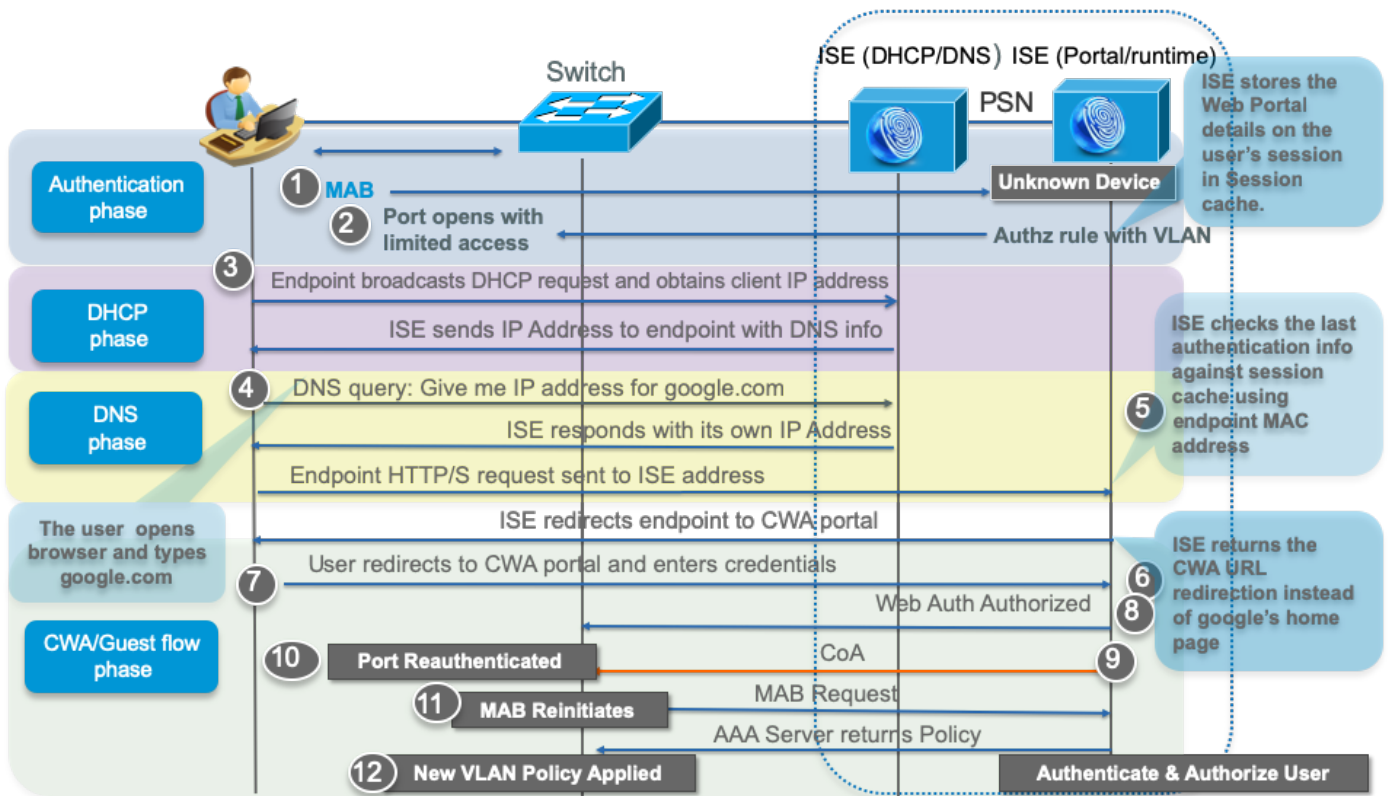 ISE (DHCP/DNS)
ISE (Portal/runtime)
Switch
PSN
ISE stores the
Web Portal
details on the
user's session
in Session
cache.
Authentication
phase
1
MAB
Unknown Device
2
Port opens with
limited access
Authz rule with VLAN
3
Endpoint broadcasts DHCP request and obtains client IP address
DHCP
phase
ISE sends IP Address to endpoint with DNS info
ISE checks the last
authentication info
against session
cache using
endpoint MAC
address
4
DNS query: Give me IP address for google.com
5
DNS
phase
ISE responds with its own IP Address
Endpoint HTTP/S request sent to ISE address
The user opens
browser and types
google.com
ISE redirects endpoint to CWA portal
ISE returns the
CWA URL
redirection instead
of google's home
page
7
User redirects to CWA portal and enters credentials
6
Web Auth Authorized
8
CWA/Guest flow
phase
10
Port Reauthenticated
CoA
9
11
MAB Reinitiates
MAB Request
AAA Server returns Policy
12
New VLAN Policy Applied
Authenticate & Authorize User